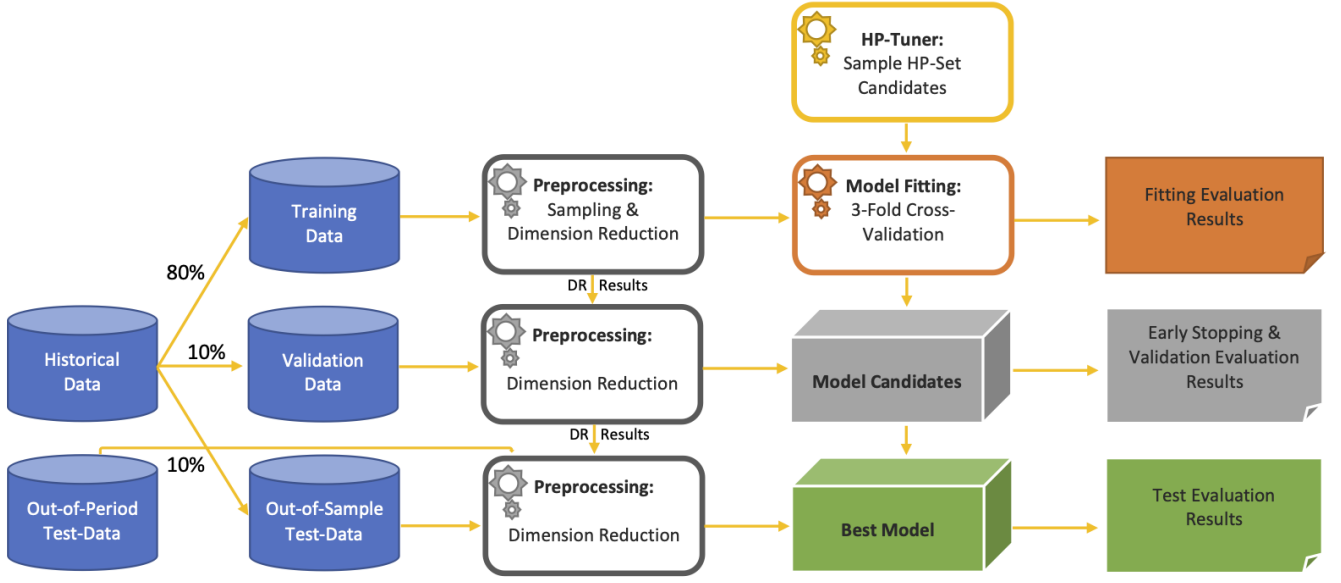 HP-Tuner:
Sample HP-Set
Candidates
Training
Data
Preprocessing:
Sampling &
Dimension Reduction
Model Fitting:
3-Fold Cross-
Validation
Fitting Evaluation
Results
80%
DR Results
Historical
Data
10%
Validation
Data
Preprocessing:
Dimension Reduction
Model Candidates
Early Stopping &
Validation Evaluation
Results
DR Results
10%
Out-of-Period
Test-Data
Out-of-Sample
Test-Data
Preprocessing:
Dimension Reduction
Best Model
Test Evaluation
Results